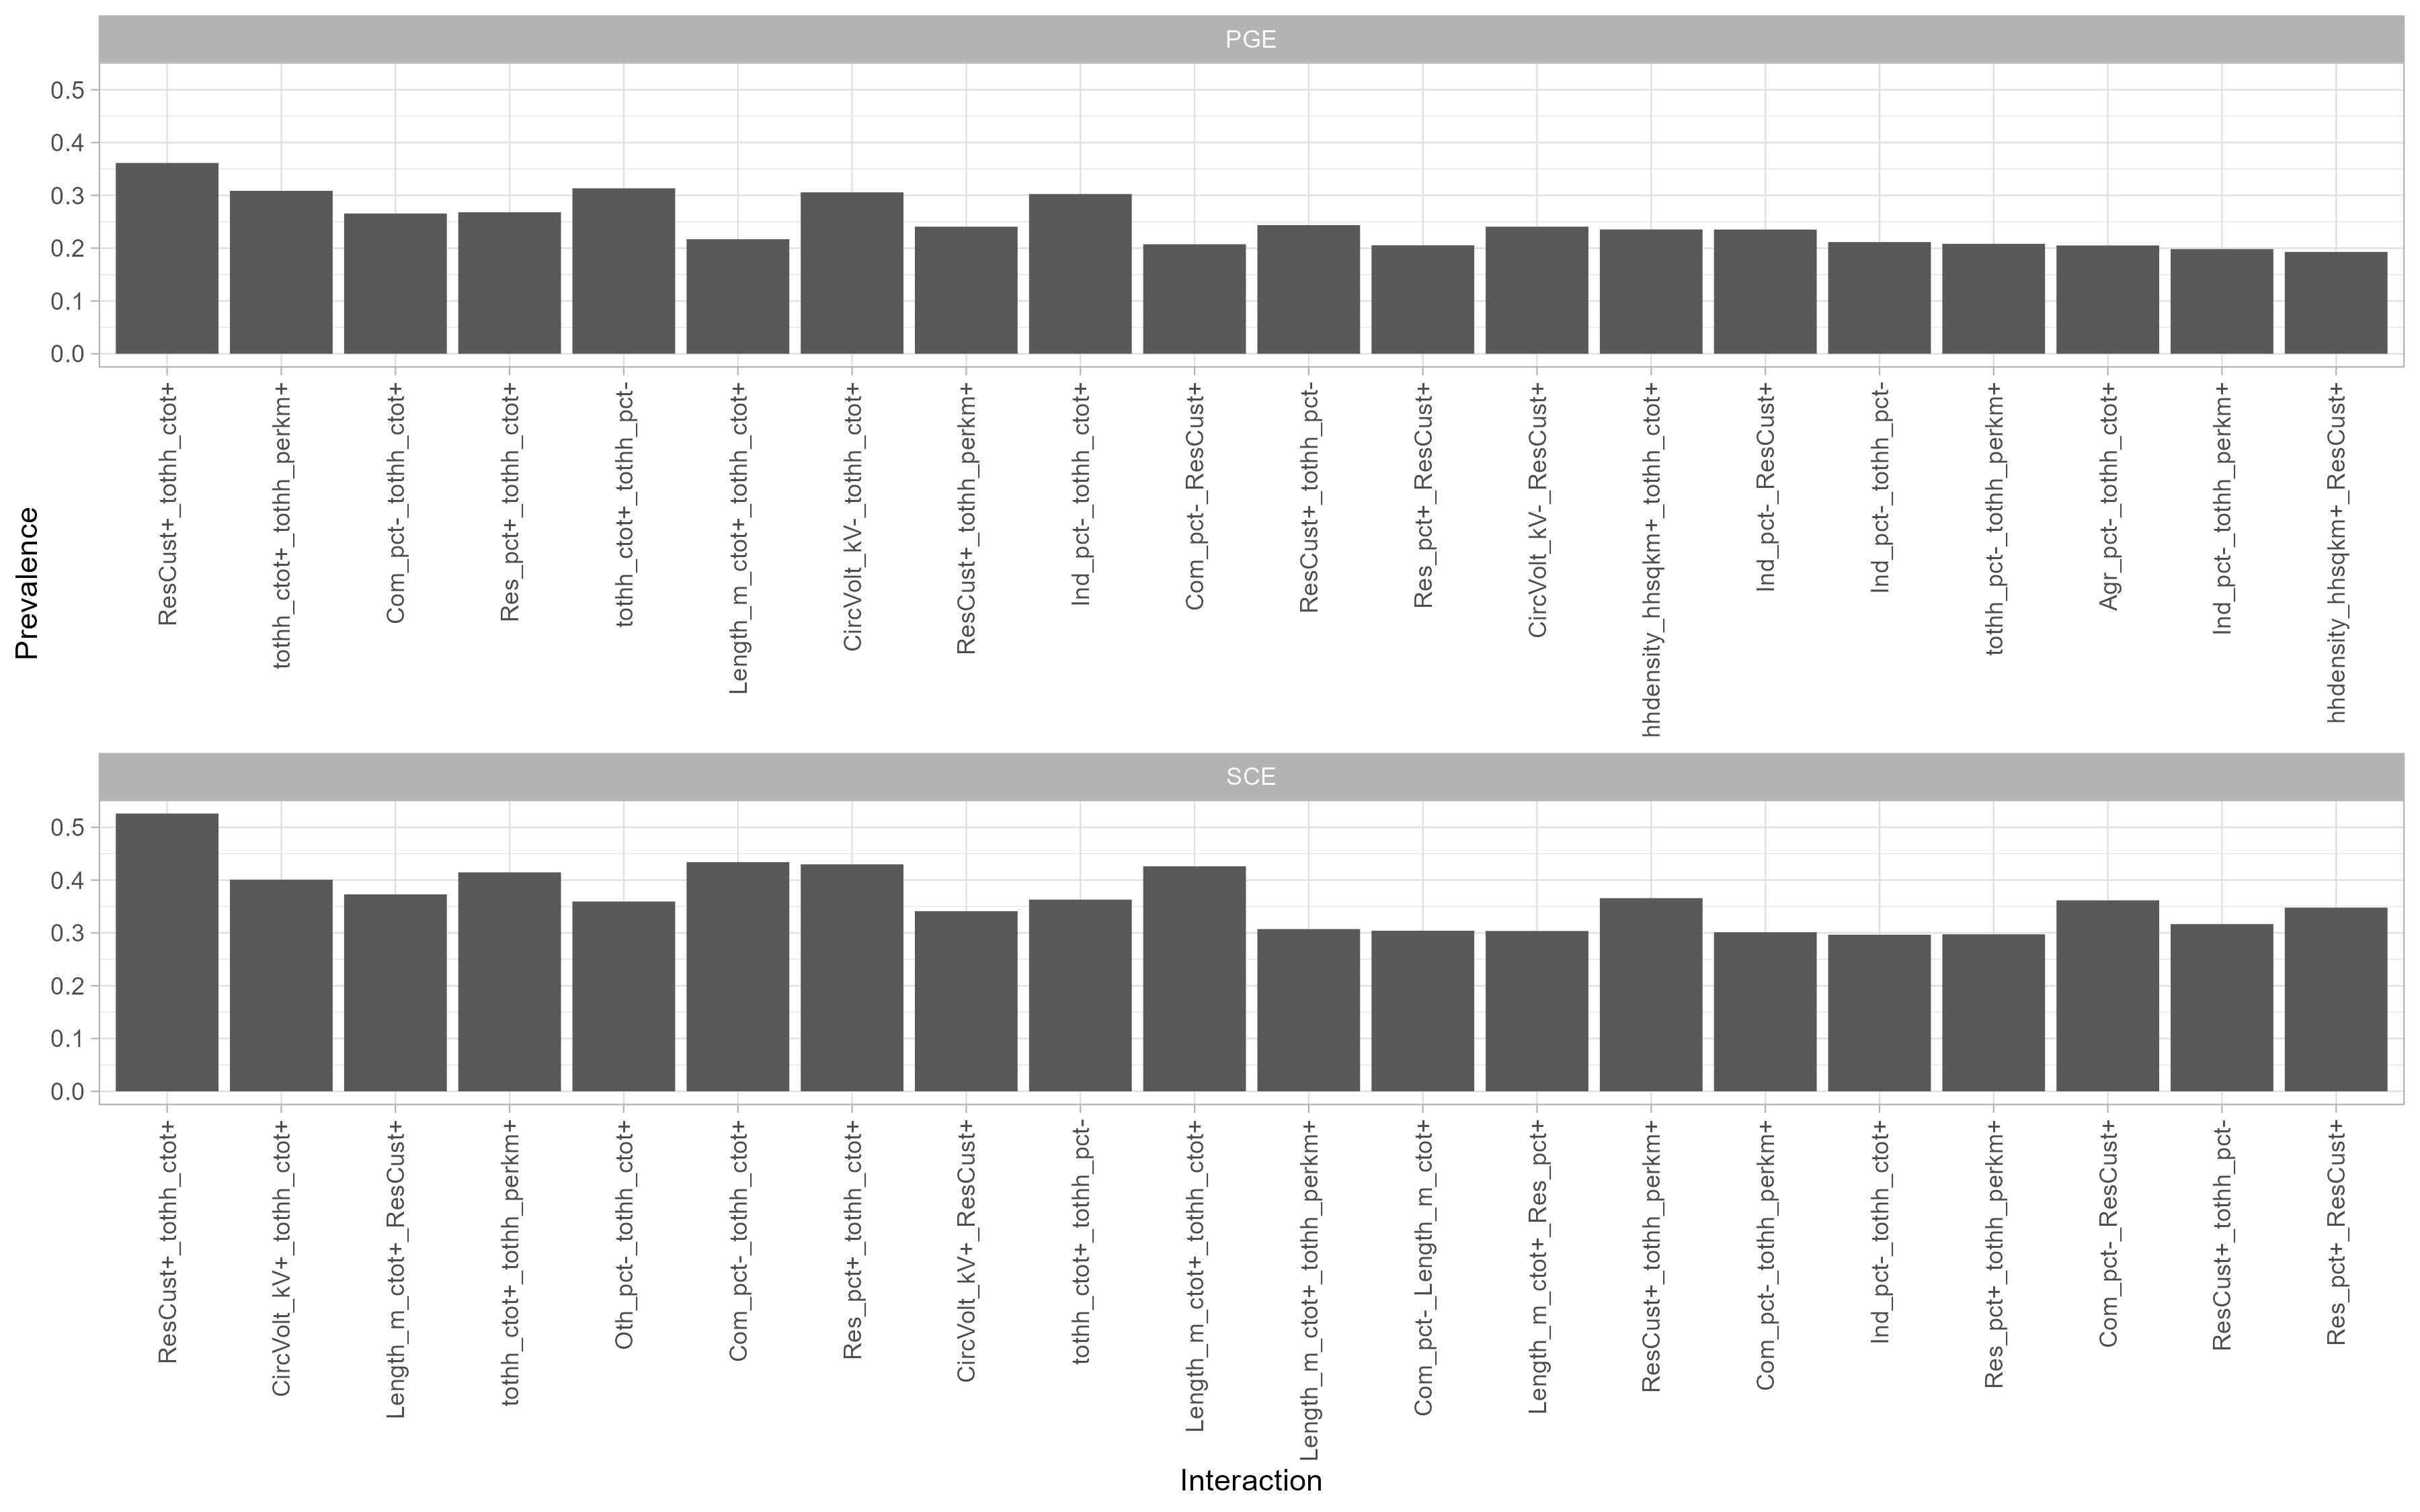 PGE
0.5
0.4
0.3
0.2
0.1
0.0
ResCust+_tothh_ctot+
tothh_ctot+_tothh_perkm+
Com_pct-_tothh_ctot+
Res_pct+_tothh_ctot+
tothh_ctot+_tothh_pct-
Length_m_ctot+_tothh_ctot+
CircVolt_kV-_tothh_ctot+
ResCust+_tothh_perkm+
Ind_pct-_tothh_ctot+
Com_pct-_ResCust+
ResCust+_tothh_pct-
Res_pct+_ResCust+
CircVolt_kV-_ResCust+
hhdensity_hhsqkm+_tothh_ctot+
Ind_pct-_ResCust+
Ind_pct-_tothh_pct-
tothh_pct-_tothh_perkm+
Agr_pct-_tothh_ctot+
Ind_pct-_tothh_perkm+
hhdensity_hhsqkm+_ResCust+
Prevalence
SCE
0.5
0.4
0.3
0.2
0.1
0.0
ResCust+_tothh_ctot+
CircVolt_kV+_tothh_ctot+
Length_m_ctot+_ResCust+
tothh_ctot+_tothh_perkm+
Oth_pct-_tothh_ctot+
Com_pct-_tothh_ctot+
Res_pct+_tothh_ctot+
CircVolt_kV+_ResCust+
tothh_ctot+_tothh_pct-
Length_m_ctot+_tothh_ctot+
Length_m_ctot+_tothh_perkm+
Com_pct-_Length_m_ctot+
Length_m_ctot+_Res_pct+
ResCust+_tothh_perkm+
Com_pct-_tothh_perkm+
Ind_pct-_tothh_ctot+
Res_pct+_tothh_perkm+
Com_pct-_ResCust+
ResCust+_tothh_pct-
Res_pct+_ResCust+
Interaction